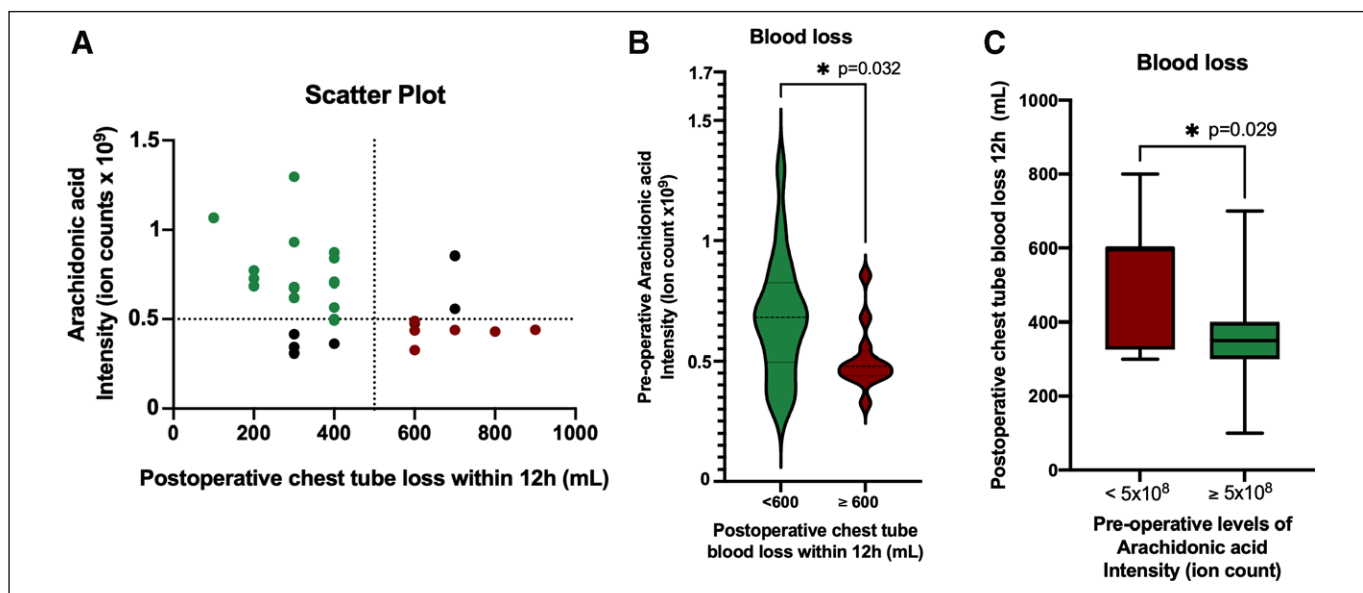 A
Scatter Plot
Arachidonic acid
Intensity (ion counts x 10⁹)
1.5
1
0.5
0
0 200 400 600 800 1000
Postoperative chest tube loss within 12h (mL)
B
Blood loss
* p=0.032
Pre-operative Arachidonic acid
Intensity (Ion count x10⁹)
1.7
1.5
1
0.5
0
<600 ≥ 600
Postoperative chest tube
blood loss within 12h (mL)
C
Blood loss
* p=0.029
Postoperative chest tube blood loss 12h (mL)
1000
800
600
400
200
0
< 5x10⁸ ≥ 5x10⁸
Pre-operative levels of
Arachidonic acid
Intensity (ion count)